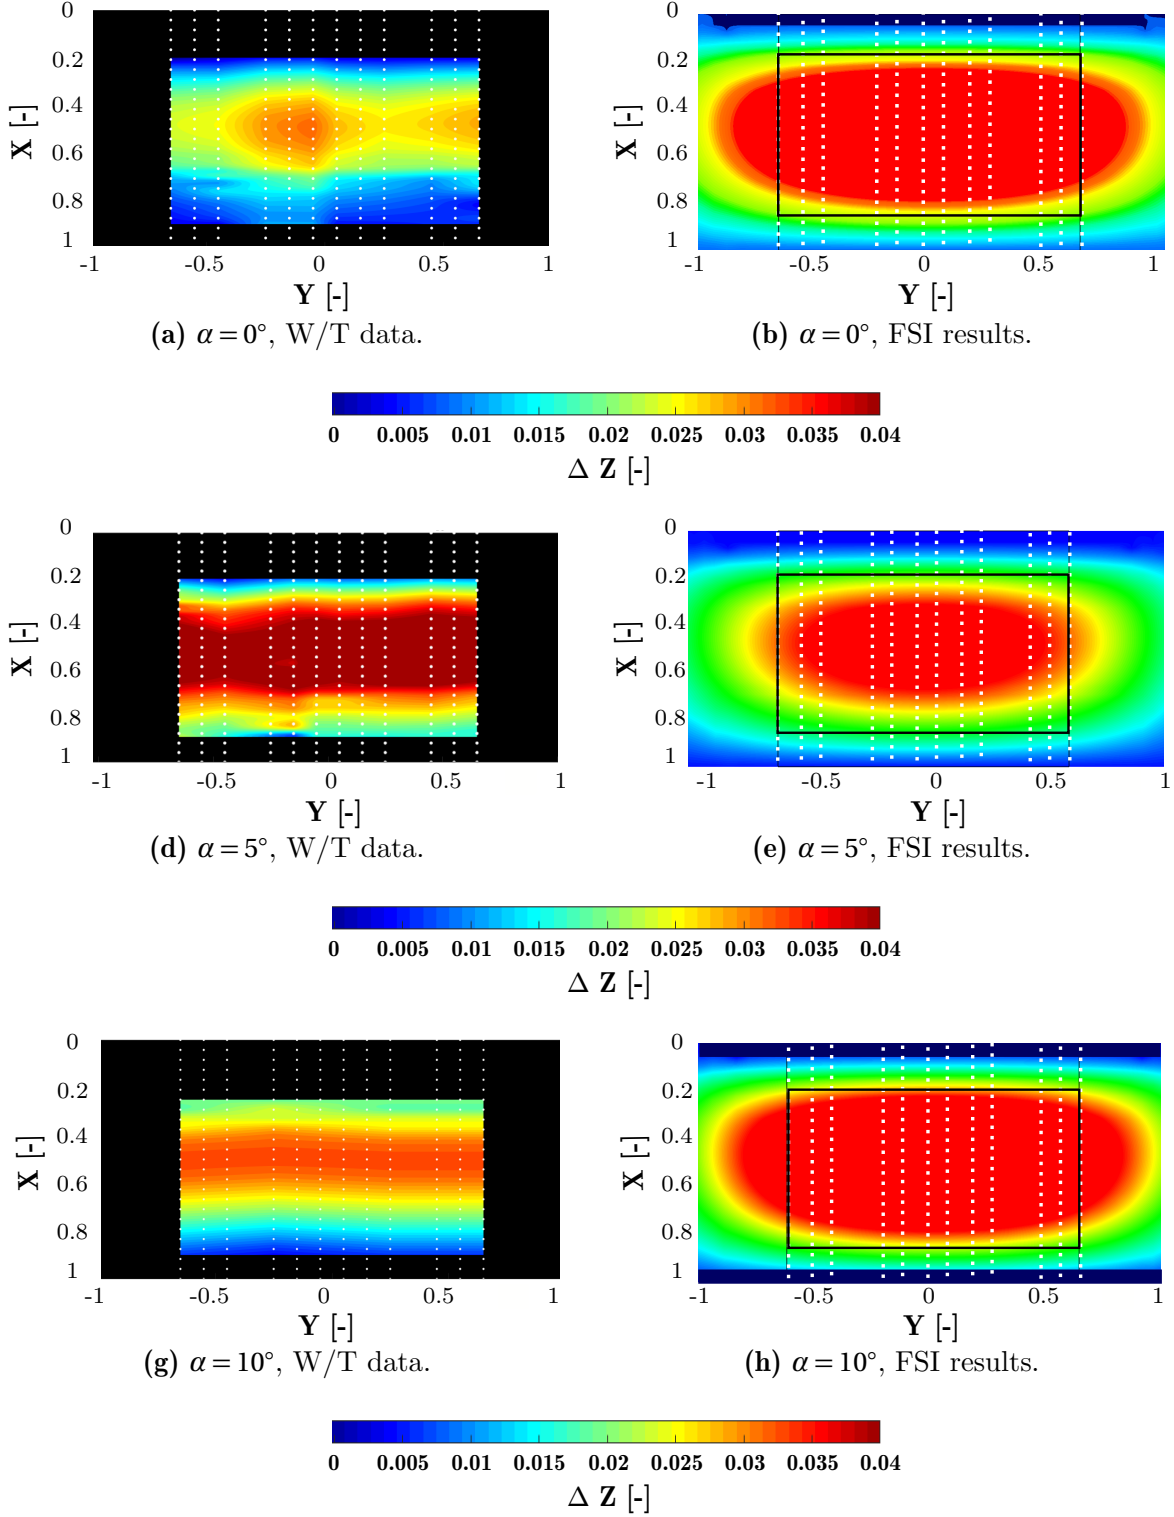 0
0.2
0.4
0.6
0.8
1
X [-]
-1 -0.5 0 0.5 1
Y [-]
(a) α = 0°, W/T data.
0
0.2
0.4
0.6
0.8
1
X [-]
-1 -0.5 0 0.5 1
Y [-]
(b) α = 0°, FSI results.
0 0.005 0.01 0.015 0.02 0.025 0.03 0.035 0.04
Δ Z [-]
0
0.2
0.4
0.6
0.8
1
X [-]
-1 -0.5 0 0.5 1
Y [-]
(d) α = 5°, W/T data.
0
0.2
0.4
0.6
0.8
1
X [-]
-1 -0.5 0 0.5 1
Y [-]
(e) α = 5°, FSI results.
0 0.005 0.01 0.015 0.02 0.025 0.03 0.035 0.04
Δ Z [-]
0
0.2
0.4
0.6
0.8
1
X [-]
-1 -0.5 0 0.5 1
Y [-]
(g) α = 10°, W/T data.
0
0.2
0.4
0.6
0.8
1
X [-]
-1 -0.5 0 0.5 1
Y [-]
(h) α = 10°, FSI results.
0 0.005 0.01 0.015 0.02 0.025 0.03 0.035 0.04
Δ Z [-]